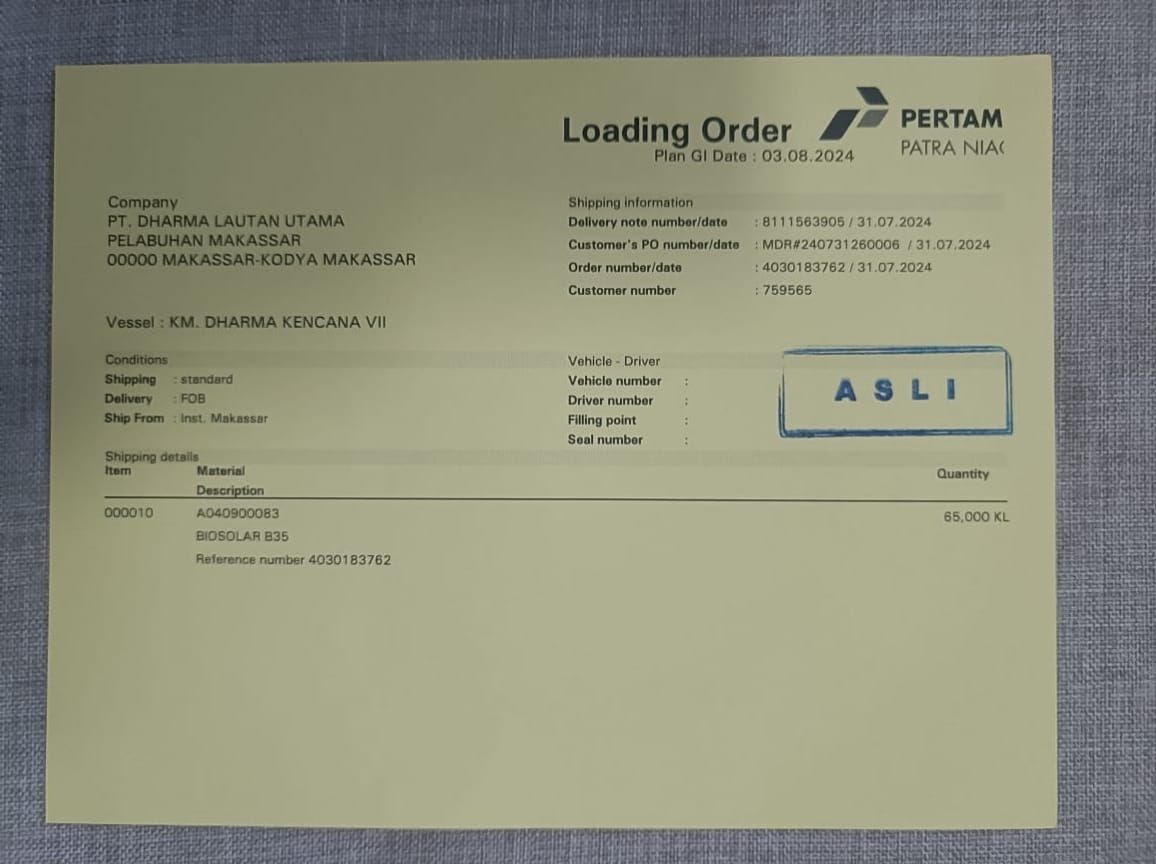 Loading Order
Plan GI Date : 03.08.2024
PERTAM
PATRA NIA
Company
PT. DHARMA LAUTAN UTAMA
PELABUHAN MAKASSAR
00000 MAKASSAR-KODYA MAKASSAR
Shipping information
Delivery note number/date : 8111563905 / 31.07.2024
Customer's PO number/date : MDR#240731260006 / 31.07.2024
Order number/date : 4030183762 / 31.07.2024
Customer number : 759565
Vessel : KM. DHARMA KENCANA VII
Conditions
Shipping : standard
Delivery : FOB
Ship From : Inst. Makassar
Vehicle - Driver
Vehicle number :
Driver number :
Filling point :
Seal number :
ASLI
Shipping details
Item Material Quantity
Description
000010 A040900083 65,000 KL
BIOSOLAR B35
Reference number 4030183762